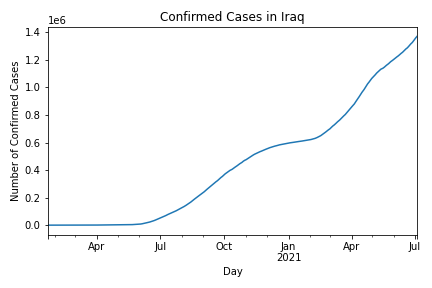 Confirmed Cases in Iraq
1e6
1.4
1.2
1.0
0.8
0.6
0.4
0.2
0.0
Number of Confirmed Cases
Apr Jul Oct Jan Apr Jul
2021
Day